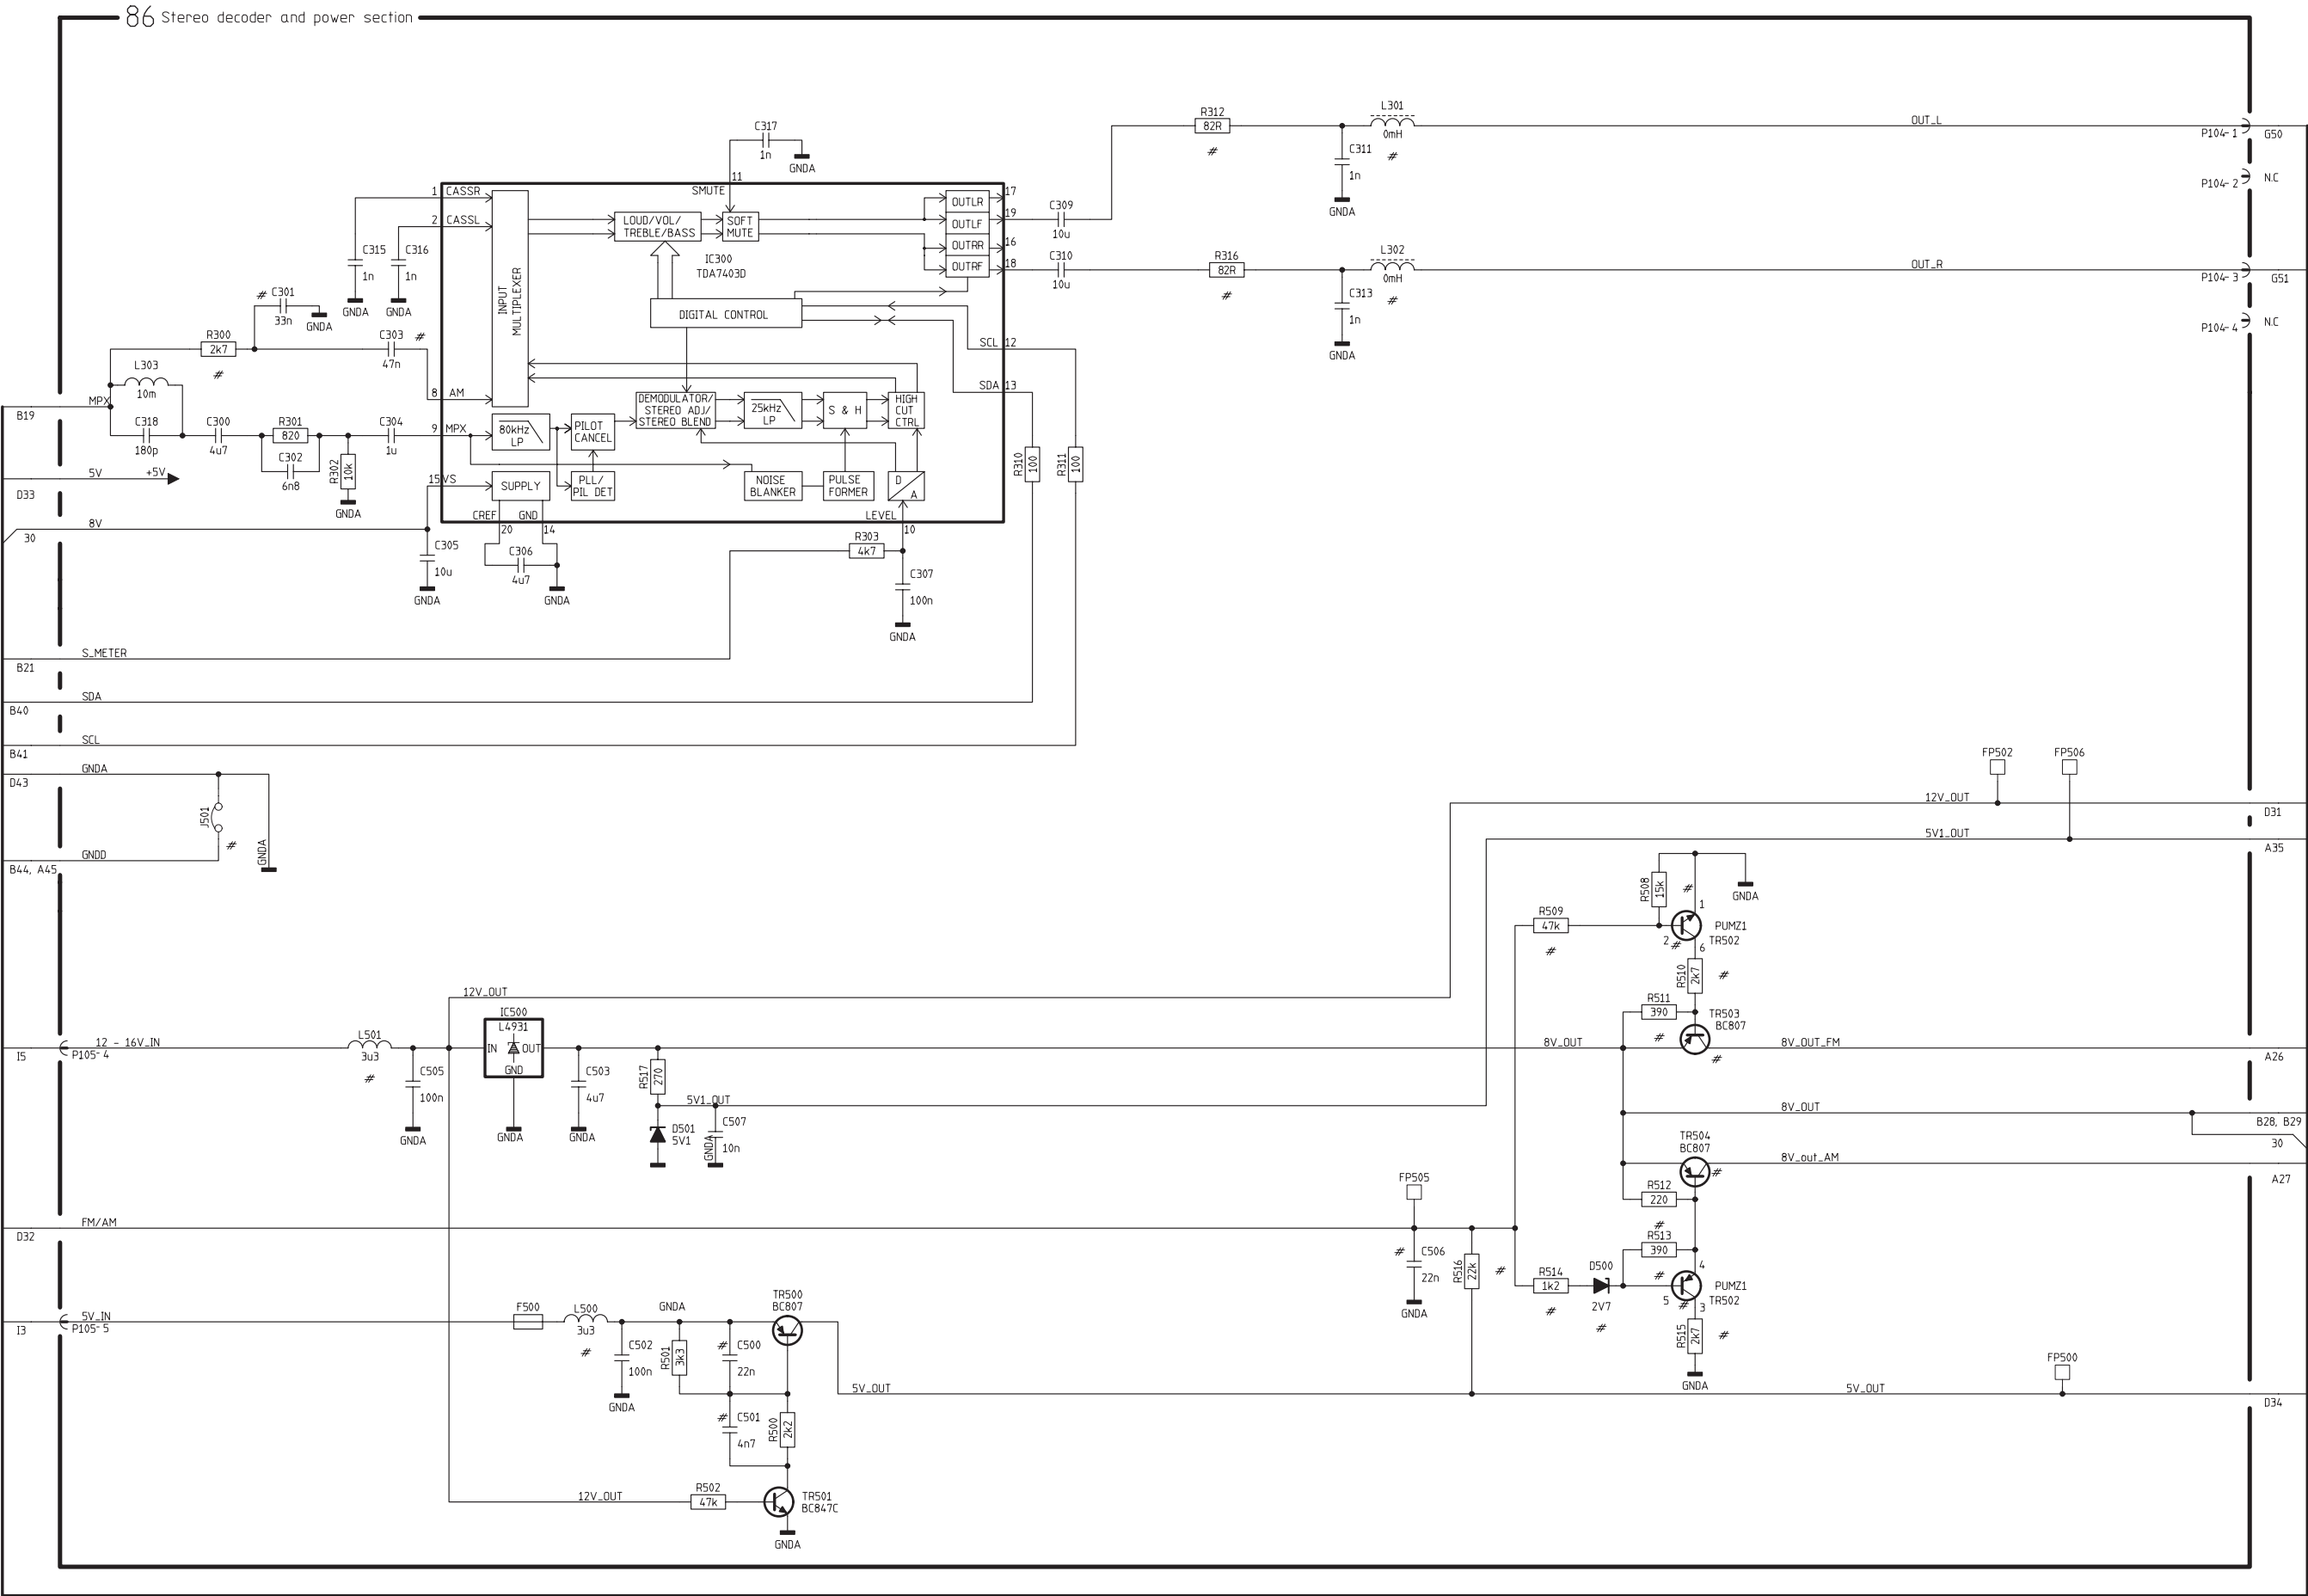 86 Stereo decoder and power section
R312
82R
#
L301
0mH
#
OUT_L
P104-1
G50
C317
1n
GNDA
C311
1n
GNDA
P104-2
N.C
11
SMUTE
1
CASSR
2
CASSL
LOUD/VOL/
TREBLE/BASS
SOFT
MUTE
OUTLR
OUTLF
OUTRR
OUTRF
17
19
16
18
C309
10u
C310
10u
IC300
TDA7403D
INPUT
MULTIPLEXER
DIGITAL CONTROL
R316
82R
#
L302
0mH
#
OUT_R
P104-3
G51
C313
1n
GNDA
P104-4
N.C
C315
1n
GNDA
C316
1n
GNDA
# C301
33n
GNDA
R300
2k7
#
C303
47n
#
L303
10m
MPX
B19
C318
180p
C300
4u7
R301
820
C302
6n8
R302
10k
GNDA
C304
1u
8
AM
9
MPX
80kHz
LP
PILOT
CANCEL
DEMODULATOR/
STEREO ADJ/
STEREO BLEND
25kHz
LP
S & H
HIGH
CUT
CTRL
SCL
12
SDA
13
5V
+5V
D33
15
VS
SUPPLY
PLL/
PIL DET
NOISE
BLANKER
PULSE
FORMER
D
A
R310
100
R311
100
8V
30
CREF
20
GND
14
LEVEL
10
C305
10u
GNDA
C306
4u7
GNDA
R303
4k7
C307
100n
GNDA
S_METER
B21
SDA
B40
SCL
B41
GNDA
D43
J501
#
GNDA
GNDD
B44, A45
FP502
FP506
12V_OUT
D31
5V1_OUT
A35
R508
15k
#
GNDA
1
R509
47k
#
2
#
PUMZ1
TR502
6
R510
2k7
#
R511
390
#
TR503
BC807
#
12V_OUT
IC500
L4931
IN
OUT
GND
GNDA
12 - 16V_IN
I5
P105-4
L501
3u3
#
C505
100n
GNDA
C503
4u7
GNDA
R517
270
5V1_OUT
D501
5V1
GNDA
C507
10n
8V_OUT
8V_OUT_FM
A26
8V_OUT
B28, B29
30
TR504
BC807
#
8V_out_AM
A27
R512
220
#
R513
390
#
FP505
FM/AM
D32
# C506
22n
GNDA
R516
22k
#
R514
1k2
#
D500
2V7
#
4
5
#
PUMZ1
TR502
3
R515
2k7
#
GNDA
5V_IN
I3
P105-5
F500
L500
3u3
#
GNDA
C502
100n
GNDA
R501
3k3
# C500
22n
TR500
BC807
5V_OUT
5V_OUT
FP500
D34
# C501
4n7
R500
2k2
12V_OUT
R502
47k
TR501
BC847C
GNDA